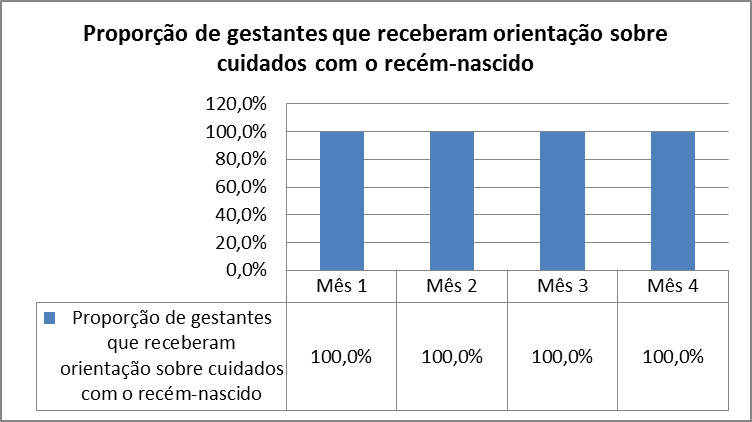 Proporção de gestantes que receberam orientação sobre
cuidados com o recém-nascido
120,0%
100,0%
80,0%
60,0%
40,0%
20,0%
0,0%
Mês 1 Mês 2 Mês 3 Mês 4
Proporção de gestantes
que receberam
orientação sobre cuidados
com o recém-nascido
100,0% 100,0% 100,0% 100,0%